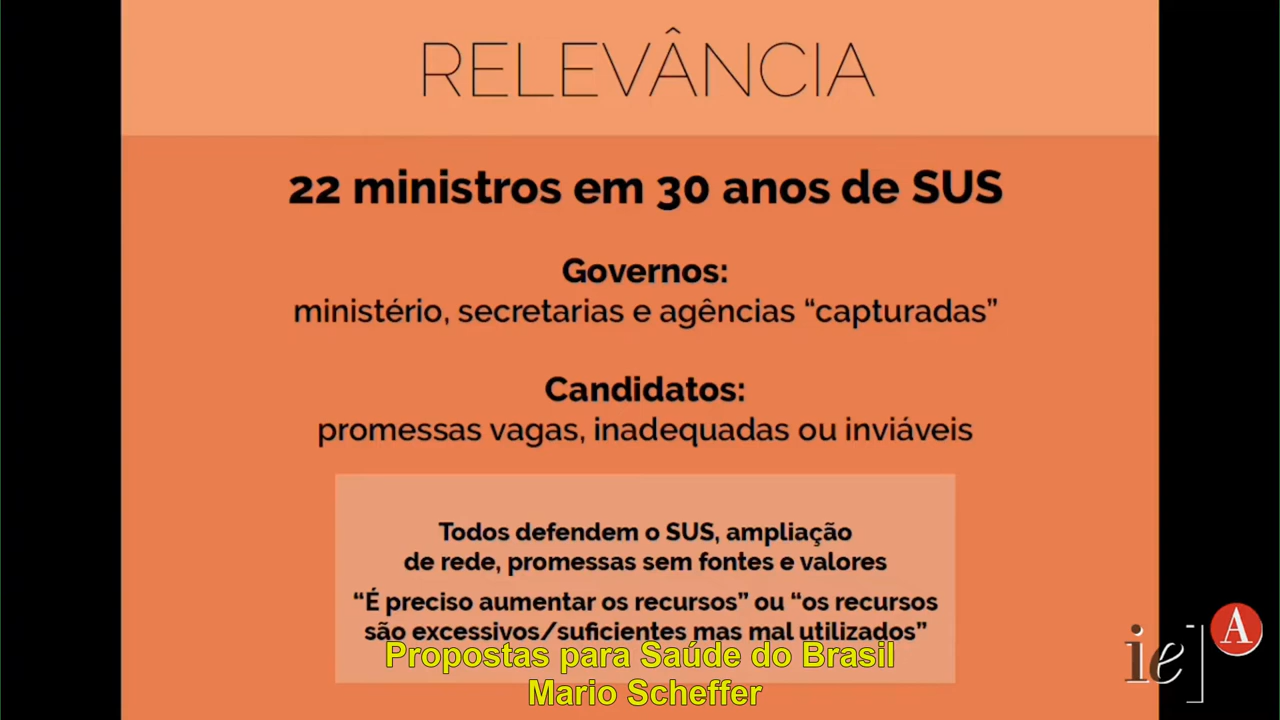 RELEVÂNCIA
22 ministros em 30 anos de SUS
Governos:
ministério, secretarias e agências “capturadas”
Candidatos:
promessas vagas, inadequadas ou inviáveis
Todos defendem o SUS, ampliação
de rede, promessas sem fontes e valores
“É preciso aumentar os recursos” ou “os recursos
são excessivos/suficientes mas mal utilizados”
Propostas para Saúde do Brasil
Mario Scheffer
ie] A